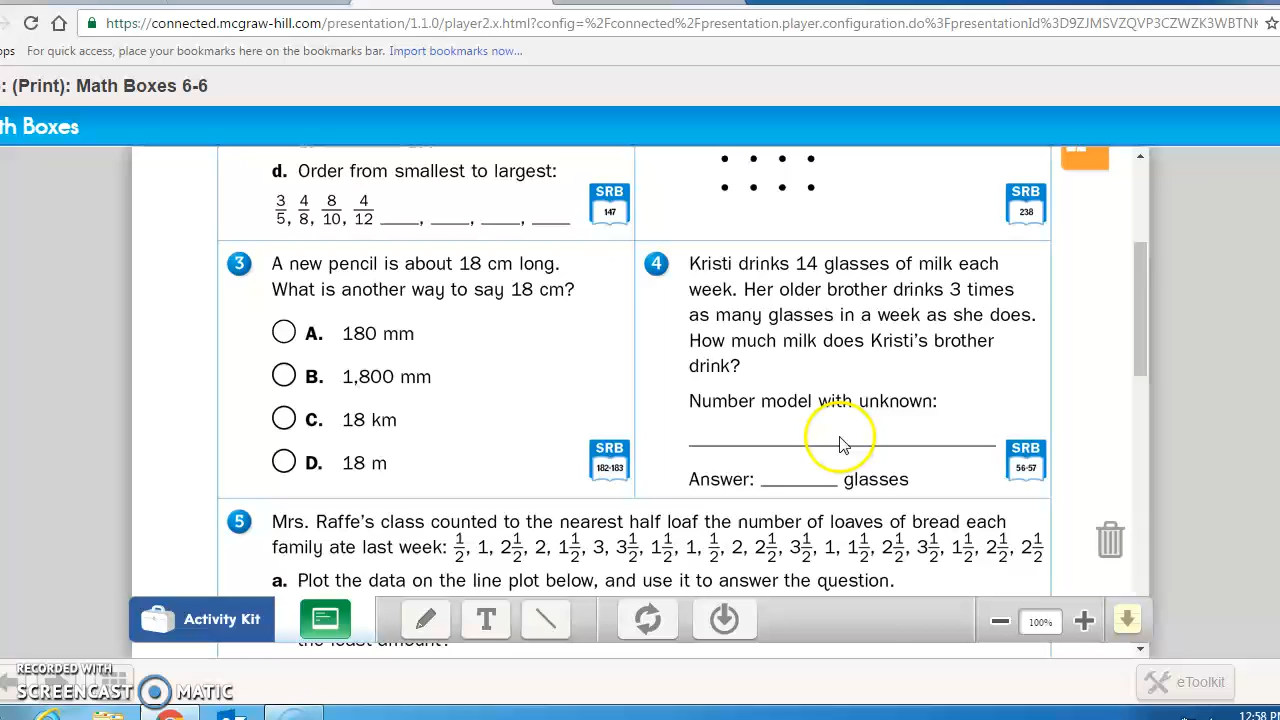 https://connected.mcgraw-hill.com/presentation/1.1.0/player2.x.html?config=%2Fconnected%2Fpresentation.player.configuration.do%3FpresentationId%3D9ZJMSVZQVP3CZWZK3WBTNK
ops For quick access, place your bookmarks here on the bookmarks bar. Import bookmarks now...
: (Print): Math Boxes 6-6
th Boxes
d. Order from smallest to largest:
3/5, 4/8, 8/10, 4/12 ____, ____, ____, ____
SRB
147
SRB
238
3 A new pencil is about 18 cm long.
What is another way to say 18 cm?
A. 180 mm
B. 1,800 mm
C. 18 km
D. 18 m
SRB
182-183
4 Kristi drinks 14 glasses of milk each
week. Her older brother drinks 3 times
as many glasses in a week as she does.
How much milk does Kristi's brother
drink?
Number model with unknown:
Answer: ______ glasses
SRB
56-57
5 Mrs. Raffe's class counted to the nearest half loaf the number of loaves of bread each
family ate last week: 1/2, 1, 2 1/2, 2, 1 1/2, 3, 3 1/2, 1 1/2, 1, 1/2, 2, 2 1/2, 3 1/2, 1, 1 1/2, 2 1/2, 3 1/2, 1 1/2, 2 1/2, 2 1/2
a. Plot the data on the line plot below, and use it to answer the question.
Activity Kit
T
100%
the least amount?
RECORDED WITH
SCREENCAST MATIC
eToolkit
12:58 P